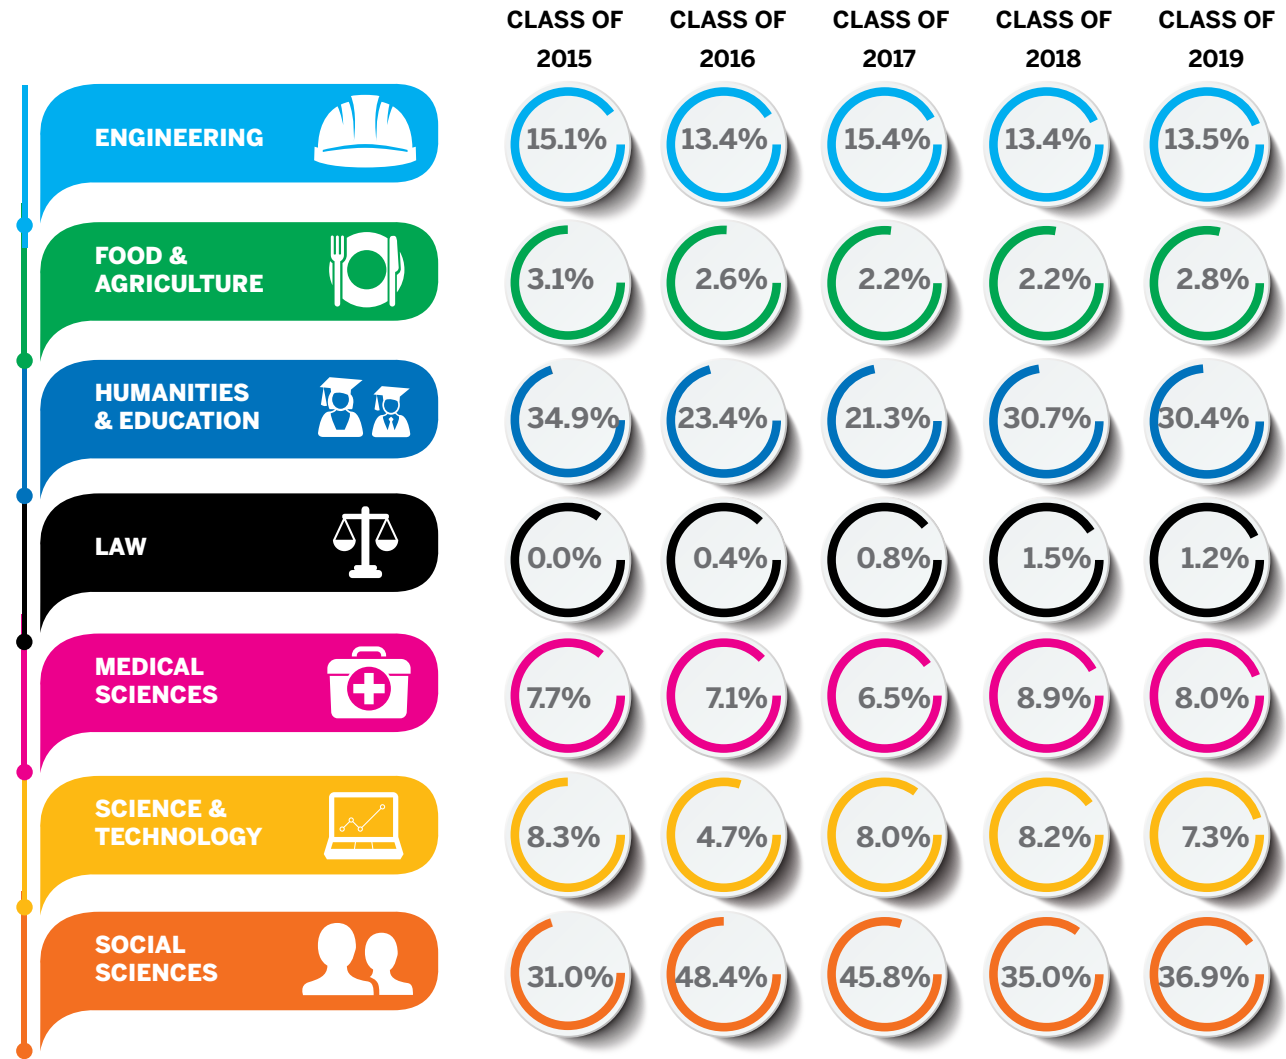 CLASS OF CLASS OF CLASS OF CLASS OF CLASS OF
2015 2016 2017 2018 2019
ENGINEERING 15.1% 13.4% 15.4% 13.4% 13.5%
FOOD &
AGRICULTURE 3.1% 2.6% 2.2% 2.2% 2.8%
HUMANITIES
& EDUCATION 34.9% 23.4% 21.3% 30.7% 30.4%
LAW 0.0% 0.4% 0.8% 1.5% 1.2%
MEDICAL
SCIENCES 7.7% 7.1% 6.5% 8.9% 8.0%
SCIENCE &
TECHNOLOGY 8.3% 4.7% 8.0% 8.2% 7.3%
SOCIAL
SCIENCES 31.0% 48.4% 45.8% 35.0% 36.9%